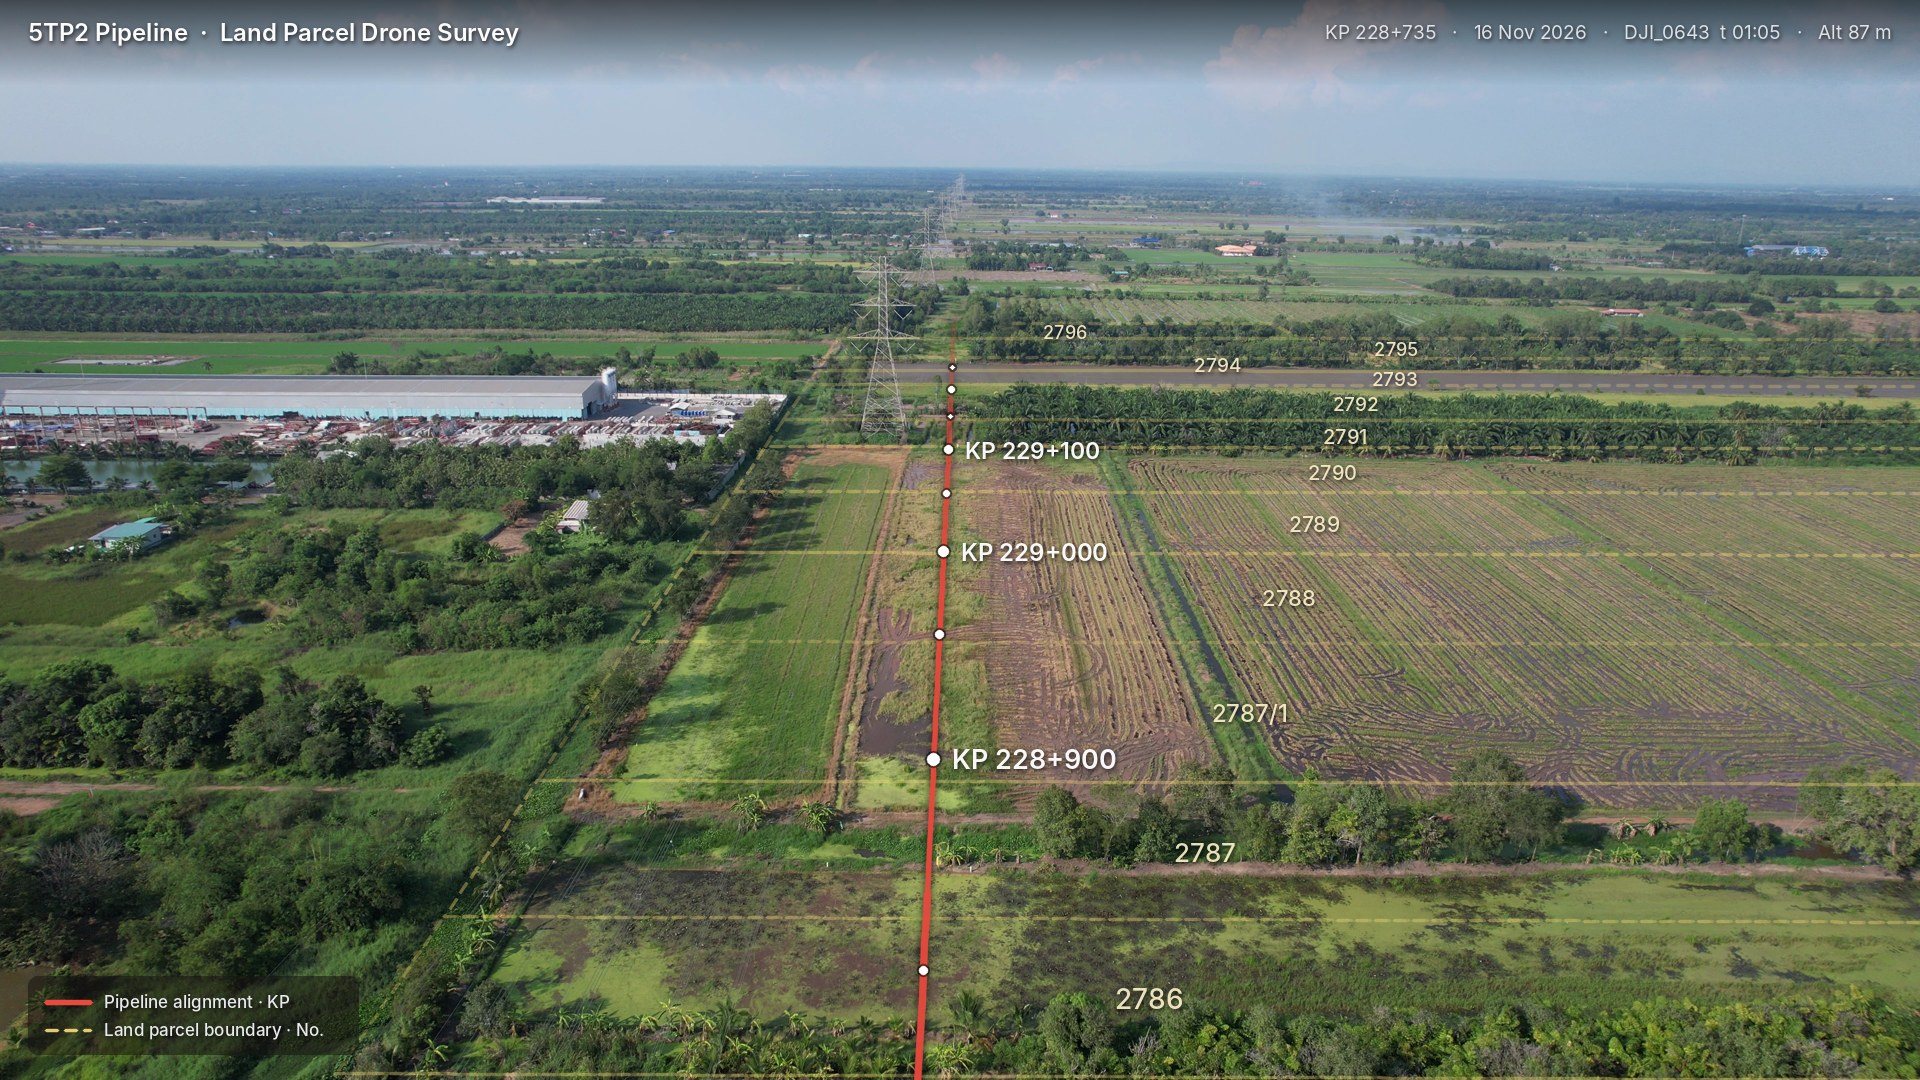 5TP2 Pipeline · Land Parcel Drone Survey
KP 228+735 · 16 Nov 2026 · DJI_0643 t 01:05 · Alt 87 m
2796
2795
2794
2793
2792
2791
KP 229+100
2790
2789
KP 229+000
2788
2787/1
KP 228+900
2787
2786
Pipeline alignment · KP
Land parcel boundary · No.